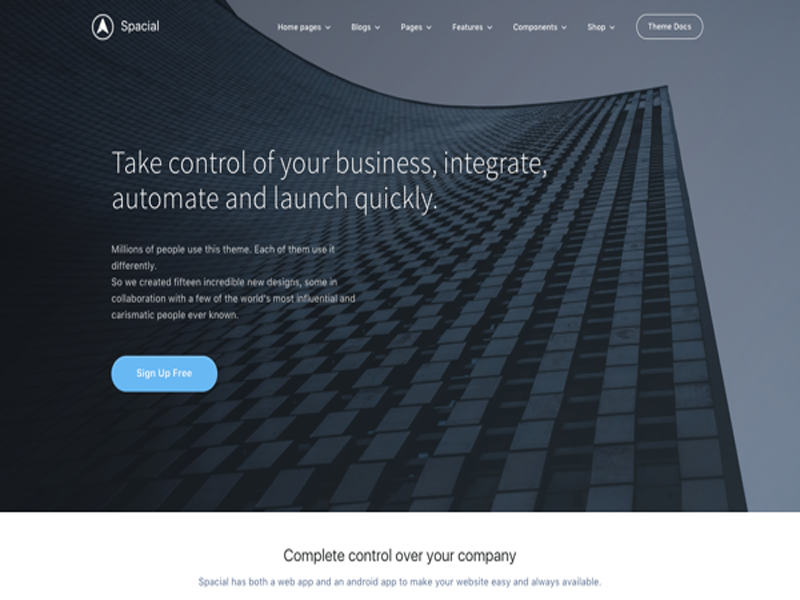 Spacial
Home pages
Blogs
Pages
Features
Components
Shop
Theme Docs
Take control of your business, integrate,
automate and launch quickly.
Millions of people use this theme. Each of them use it
differently.
So we created fifteen incredible new designs, some in
collaboration with a few of the world's most influential and
carismatic people ever known.
Sign Up Free
Complete control over your company
Spacial has both a web app and an android app to make your website easy and always available.